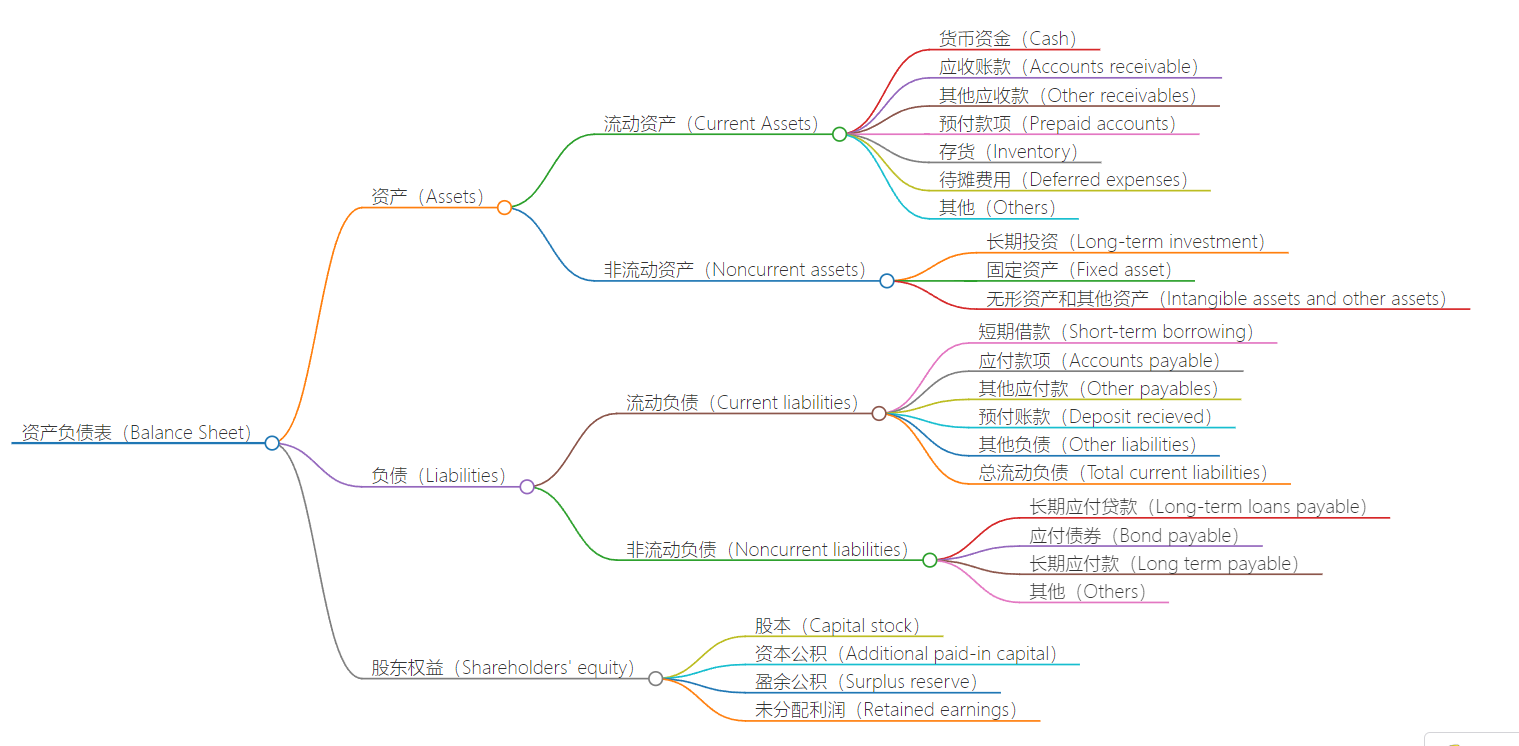 资产负债表（Balance Sheet）
资产（Assets）
流动资产（Current Assets）
货币资金（Cash）
应收账款（Accounts receivable）
其他应收款（Other receivables）
预付款项（Prepaid accounts）
存货（Inventory）
待摊费用（Deferred expenses）
其他（Others）
非流动资产（Noncurrent assets）
长期投资（Long-term investment）
固定资产（Fixed asset）
无形资产和其他资产（Intangible assets and other assets）
负债（Liabilities）
流动负债（Current liabilities）
短期借款（Short-term borrowing）
应付款项（Accounts payable）
其他应付款（Other payables）
预付账款（Deposit recieved）
其他负债（Other liabilities）
总流动负债（Total current liabilities）
非流动负债（Noncurrent liabilities）
长期应付贷款（Long-term loans payable）
应付债券（Bond payable）
长期应付款（Long term payable）
其他（Others）
股东权益（Shareholders' equity）
股本（Capital stock）
资本公积（Additional paid-in capital）
盈余公积（Surplus reserve）
未分配利润（Retained earnings）